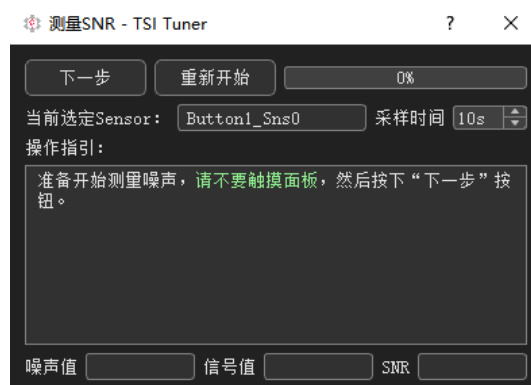 测量SNR - TSI Tuner
下一步 重新开始 0%
当前选定Sensor: Button1_Sns0 采样时间 10s
操作指引:
准备开始测量噪声，请不要触摸面板，然后按下“下一步”按
钮。
噪声值 信号值 SNR